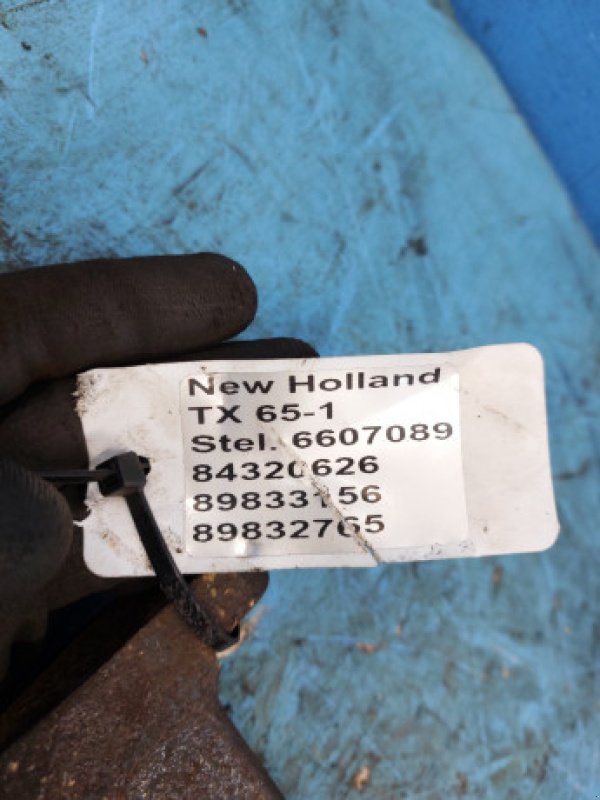 New Holland
TX 65-1
Stel. 6607089
84320626
89833156
89832765